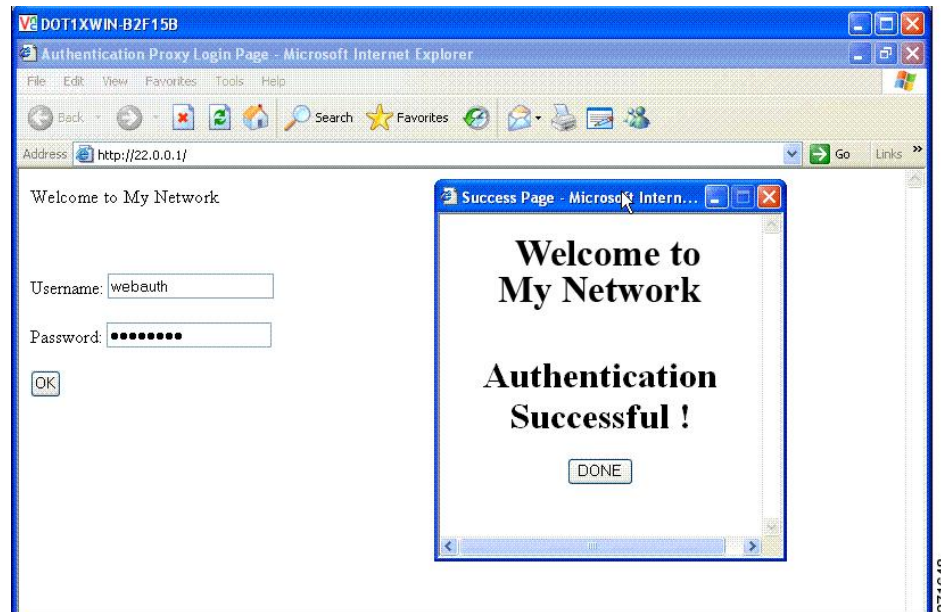 DOT1XWIN-B2F15B
Authentication Proxy Login Page - Microsoft Internet Explorer
File Edit View Favorites Tools Help
Back Search Favorites
Address http://22.0.0.1/ Go Links »
Welcome to My Network
Username: webauth
Password: ••••••••
OK
Success Page - Microsoft Intern...
Welcome to
My Network
Authentication
Successful !
DONE